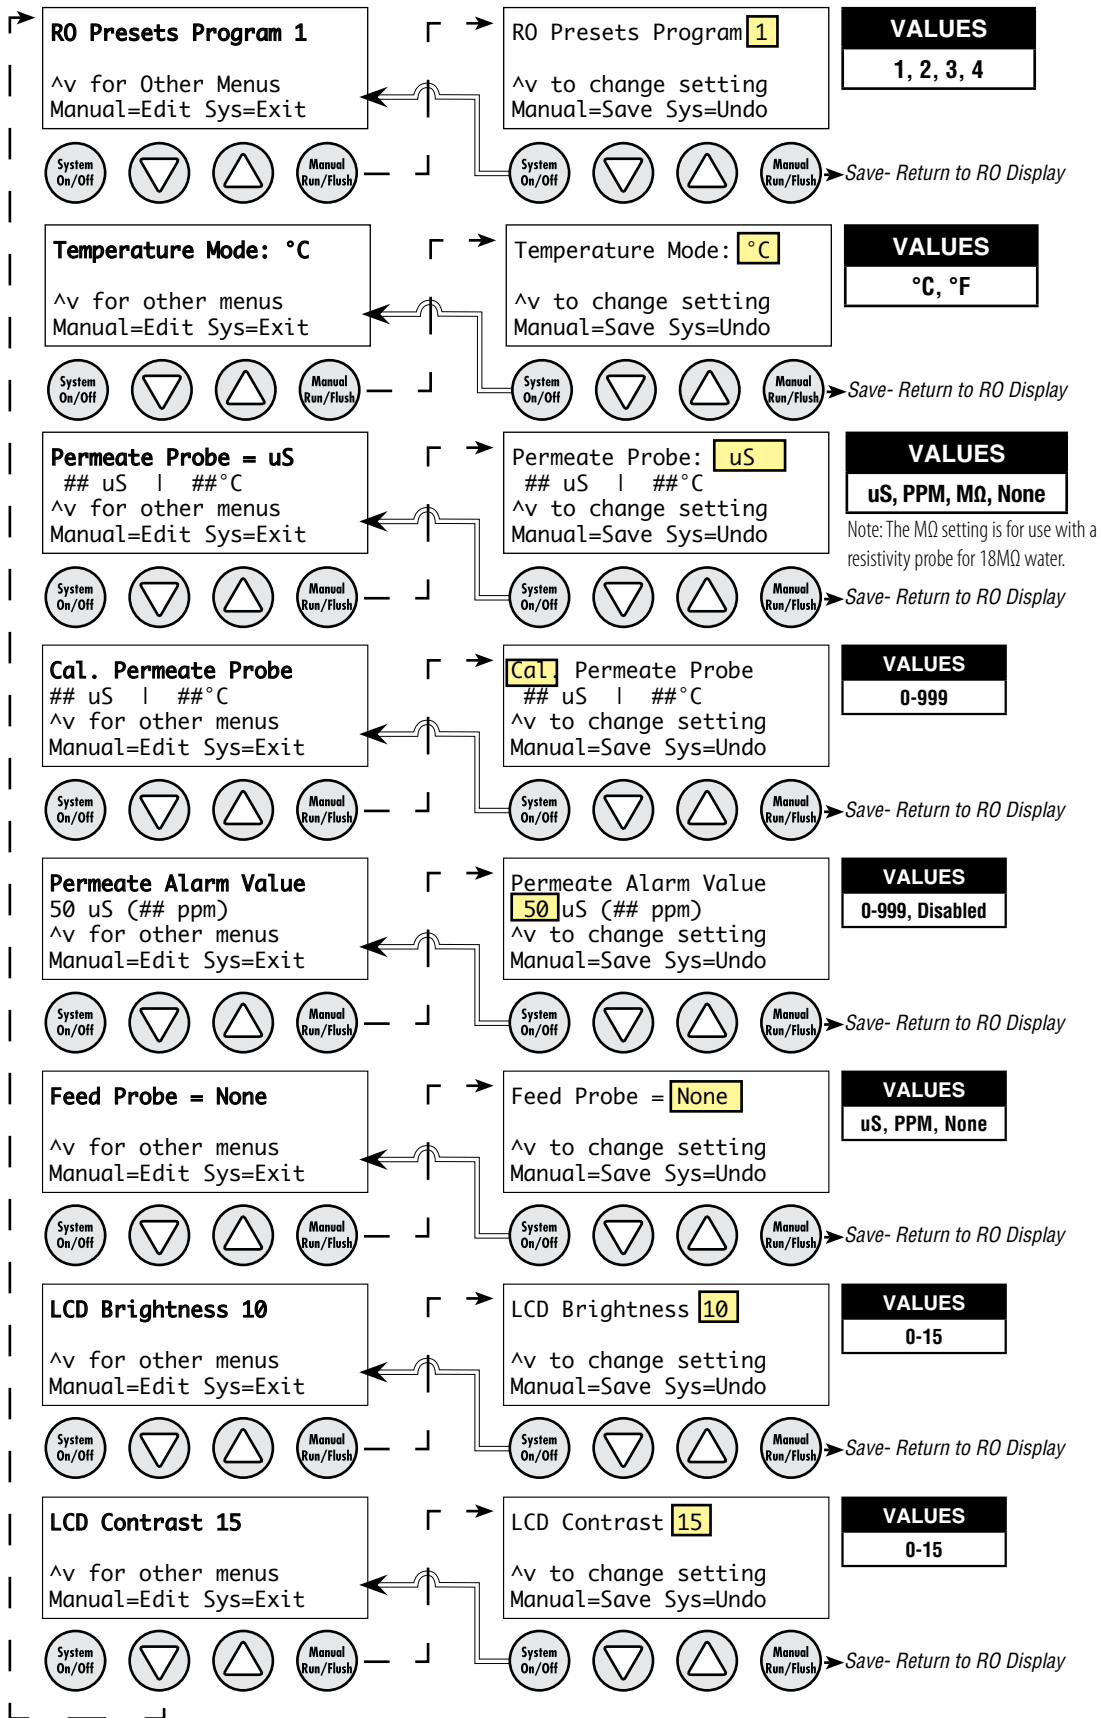 RO Presets Program 1
^v for Other Menus
Manual=Edit Sys=Exit
System On/Off
Manual Run/Flush
RO Presets Program 1
^v to change setting
Manual=Save Sys=Undo
System On/Off
Manual Run/Flush
Save- Return to RO Display
VALUES
1, 2, 3, 4
Temperature Mode: °C
^v for other menus
Manual=Edit Sys=Exit
System On/Off
Manual Run/Flush
Temperature Mode: °C
^v to change setting
Manual=Save Sys=Undo
System On/Off
Manual Run/Flush
Save- Return to RO Display
VALUES
°C, °F
Permeate Probe = uS
## uS | ##°C
^v for other menus
Manual=Edit Sys=Exit
System On/Off
Manual Run/Flush
Permeate Probe: uS
## uS | ##°C
^v to change setting
Manual=Save Sys=Undo
System On/Off
Manual Run/Flush
Save- Return to RO Display
VALUES
uS, PPM, MΩ, None
Note: The MΩ setting is for use with a
resistivity probe for 18MΩ water.
Cal. Permeate Probe
## uS | ##°C
^v for other menus
Manual=Edit Sys=Exit
System On/Off
Manual Run/Flush
Cal. Permeate Probe
## uS | ##°C
^v to change setting
Manual=Save Sys=Undo
System On/Off
Manual Run/Flush
Save- Return to RO Display
VALUES
0-999
Permeate Alarm Value
50 uS (## ppm)
^v for other menus
Manual=Edit Sys=Exit
System On/Off
Manual Run/Flush
Permeate Alarm Value
50 uS (## ppm)
^v to change setting
Manual=Save Sys=Undo
System On/Off
Manual Run/Flush
Save- Return to RO Display
VALUES
0-999, Disabled
Feed Probe = None
^v for other menus
Manual=Edit Sys=Exit
System On/Off
Manual Run/Flush
Feed Probe = None
^v to change setting
Manual=Save Sys=Undo
System On/Off
Manual Run/Flush
Save- Return to RO Display
VALUES
uS, PPM, None
LCD Brightness 10
^v for other menus
Manual=Edit Sys=Exit
System On/Off
Manual Run/Flush
LCD Brightness 10
^v to change setting
Manual=Save Sys=Undo
System On/Off
Manual Run/Flush
Save- Return to RO Display
VALUES
0-15
LCD Contrast 15
^v for other menus
Manual=Edit Sys=Exit
System On/Off
Manual Run/Flush
LCD Contrast 15
^v to change setting
Manual=Save Sys=Undo
System On/Off
Manual Run/Flush
Save- Return to RO Display
VALUES
0-15